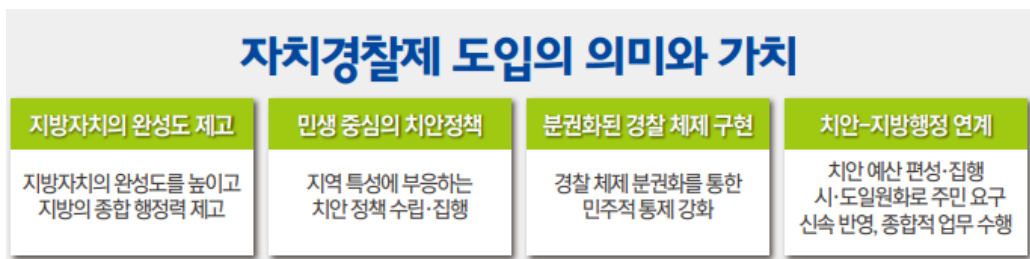 자치경찰제 도입의 의미와 가치
지방자치의 완성도 제고
지방자치의 완성도를 높이고
지방의 종합 행정력 제고
민생 중심의 치안정책
지역 특성에 부응하는
치안 정책 수립·집행
분권화된 경찰 체제 구현
경찰 체제 분권화를 통한
민주적 통제 강화
치안-지방행정 연계
치안 예산 편성·집행
시·도일원화로 주민 요구
신속 반영, 종합적 업무 수행